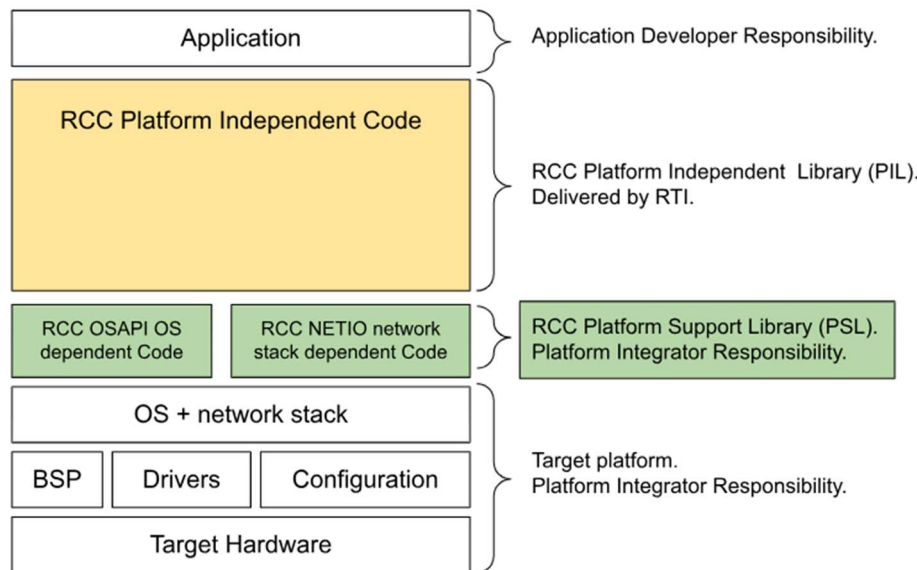 Application
Application Developer Responsibility.
RCC Platform Independent Code
RCC Platform Independent Library (PIL).
Delivered by RTI.
RCC OSAPI OS
dependent Code
RCC NETIO network
stack dependent Code
RCC Platform Support Library (PSL).
Platform Integrator Responsibility.
OS + network stack
BSP
Drivers
Configuration
Target platform.
Platform Integrator Responsibility.
Target Hardware